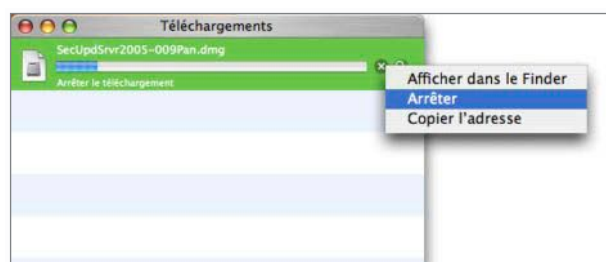 Téléchargements
SecUpdSrvr2005-009Pan.dmg
Arrêter le téléchargement
Afficher dans le Finder
Arrêter
Copier l'adresse